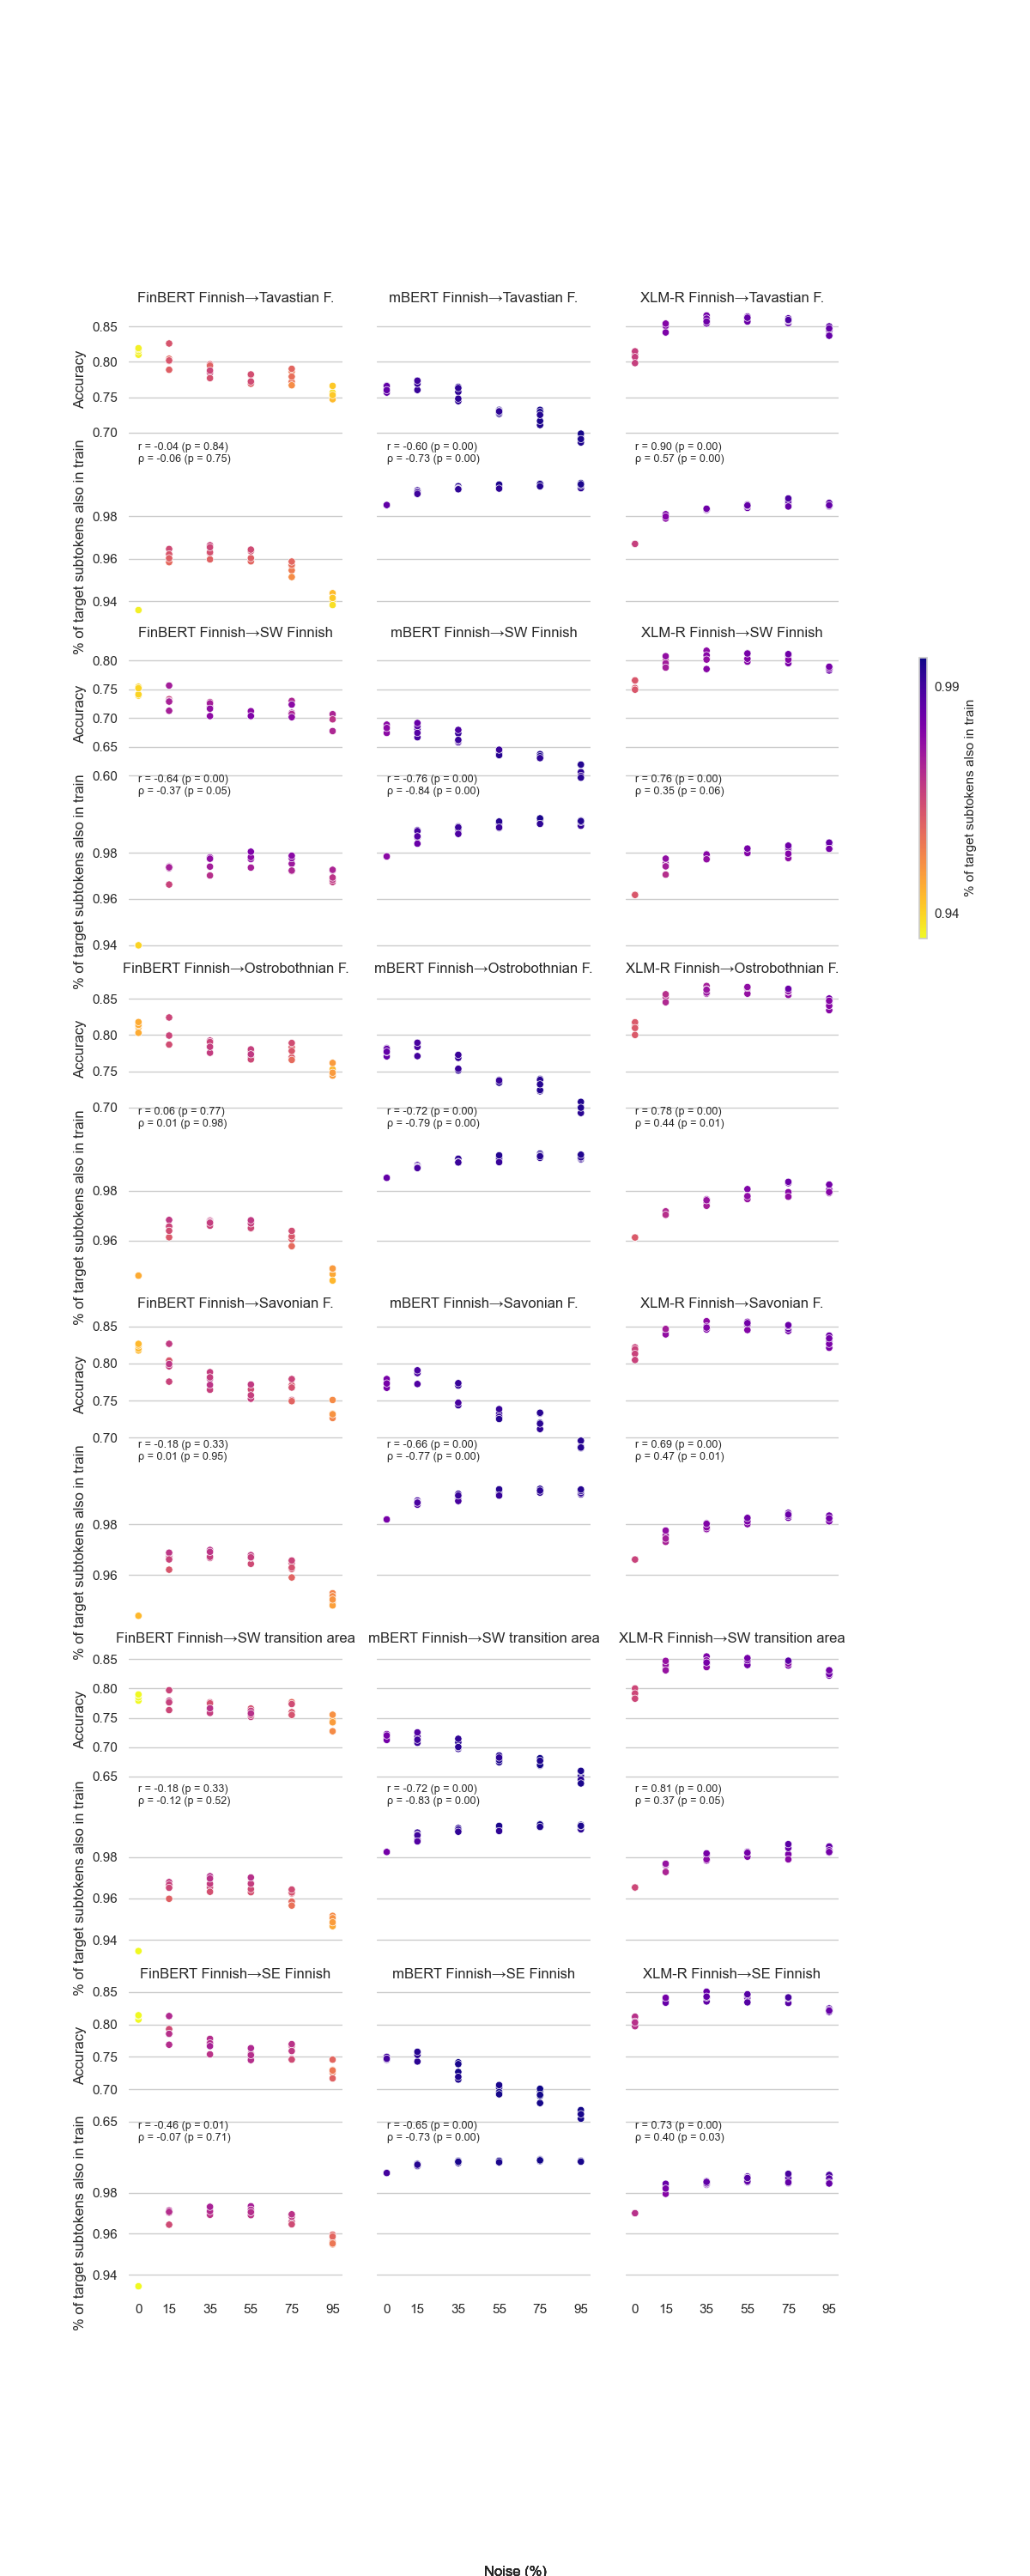 FinBERT Finnish→Tavastian F.
mBERT Finnish→Tavastian F.
XLM-R Finnish→Tavastian F.
Accuracy
0.85
0.80
0.75
0.70
r = -0.04 (p = 0.84)
ρ = -0.06 (p = 0.75)
r = -0.60 (p = 0.00)
ρ = -0.73 (p = 0.00)
r = 0.90 (p = 0.00)
ρ = 0.57 (p = 0.00)
% of target subtokens also in train
0.98
0.96
0.94
FinBERT Finnish→SW Finnish
mBERT Finnish→SW Finnish
XLM-R Finnish→SW Finnish
Accuracy
0.80
0.75
0.70
0.65
0.60
r = -0.64 (p = 0.00)
ρ = -0.37 (p = 0.05)
r = -0.76 (p = 0.00)
ρ = -0.84 (p = 0.00)
r = 0.76 (p = 0.00)
ρ = 0.35 (p = 0.06)
% of target subtokens also in train
0.98
0.96
0.94
0.99
0.94
% of target subtokens also in train
FinBERT Finnish→Ostrobothnian F.
mBERT Finnish→Ostrobothnian F.
XLM-R Finnish→Ostrobothnian F.
Accuracy
0.85
0.80
0.75
0.70
r = 0.06 (p = 0.77)
ρ = 0.01 (p = 0.98)
r = -0.72 (p = 0.00)
ρ = -0.79 (p = 0.00)
r = 0.78 (p = 0.00)
ρ = 0.44 (p = 0.01)
% of target subtokens also in train
0.98
0.96
FinBERT Finnish→Savonian F.
mBERT Finnish→Savonian F.
XLM-R Finnish→Savonian F.
Accuracy
0.85
0.80
0.75
0.70
r = -0.18 (p = 0.33)
ρ = 0.01 (p = 0.95)
r = -0.66 (p = 0.00)
ρ = -0.77 (p = 0.00)
r = 0.69 (p = 0.00)
ρ = 0.47 (p = 0.01)
% of target subtokens also in train
0.98
0.96
FinBERT Finnish→SW transition area
mBERT Finnish→SW transition area
XLM-R Finnish→SW transition area
Accuracy
0.85
0.80
0.75
0.70
0.65
r = -0.18 (p = 0.33)
ρ = -0.12 (p = 0.52)
r = -0.72 (p = 0.00)
ρ = -0.83 (p = 0.00)
r = 0.81 (p = 0.00)
ρ = 0.37 (p = 0.05)
% of target subtokens also in train
0.98
0.96
0.94
FinBERT Finnish→SE Finnish
mBERT Finnish→SE Finnish
XLM-R Finnish→SE Finnish
Accuracy
0.85
0.80
0.75
0.70
0.65
r = -0.46 (p = 0.01)
ρ = -0.07 (p = 0.71)
r = -0.65 (p = 0.00)
ρ = -0.73 (p = 0.00)
r = 0.73 (p = 0.00)
ρ = 0.40 (p = 0.03)
% of target subtokens also in train
0.98
0.96
0.94
0 15 35 55 75 95
0 15 35 55 75 95
0 15 35 55 75 95
Noise (%)